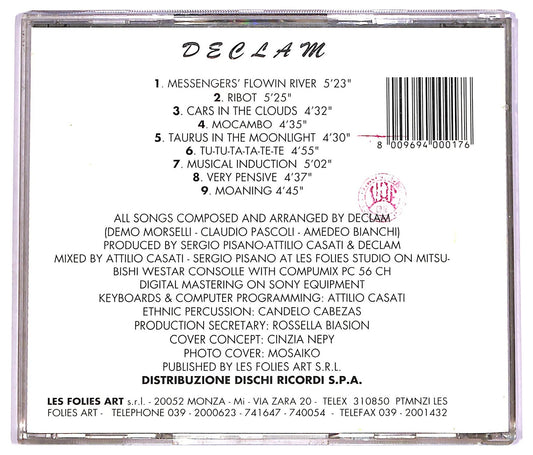 DECLAM
1. MESSENGERS' FLOWIN RIVER 5'23"
2. RIBOT 5'25"
3. CARS IN THE CLOUDS 4'32"
4. MOCAMBO 4'35"
5. TAURUS IN THE MOONLIGHT 4'30"
6. TU-TU-TA-TA-TE-TE 4'55"
7. MUSICAL INDUCTION 5'02"
8. VERY PENSIVE 4'37"
9. MOANING 4'45"
8 009694 000176
ALL SONGS COMPOSED AND ARRANGED BY DECLAM
(DEMO MORSELLI - CLAUDIO PASCOLI - AMEDEO BIANCHI)
PRODUCED BY SERGIO PISANO-ATTILIO CASATI & DECLAM
MIXED BY ATTILIO CASATI - SERGIO PISANO AT LES FOLIES STUDIO ON MITSU-
BISHI WESTAR CONSOLLE WITH COMPUMIX PC 56 CH
DIGITAL MASTERING ON SONY EQUIPMENT
KEYBOARDS & COMPUTER PROGRAMMING: ATTILIO CASATI
ETHNIC PERCUSSION: CANDELO CABEZAS
PRODUCTION SECRETARY: ROSSELLA BIASION
COVER CONCEPT: CINZIA NEPY
PHOTO COVER: MOSAIKO
PUBLISHED BY LES FOLIES ART S.R.L.
DISTRIBUZIONE DISCHI RICORDI S.P.A.
LES FOLIES ART s.r.l. - 20052 MONZA - Mi - VIA ZARA 20 - TELEX 310850 PTMNZI LES
FOLIES ART - TELEPHONE 039 - 2000623 - 741647 - 740054 - TELEFAX 039 - 2001432